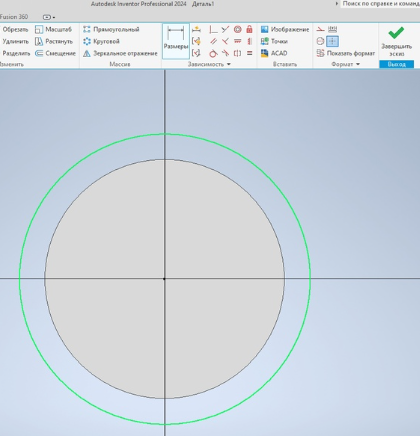 Autodesk Inventor Professional 2024 Деталь1
Поиск по справке и команд
Fusion 360
Обрезать Масштаб Прямоугольный Изображение
Удлинить Растянуть Круговой Размеры Точки Завершить эскиз
Разделить Смещение Зеркальное отражение ACAD Показать формат
Изменить Массив Зависимость Вставить Формат Выход